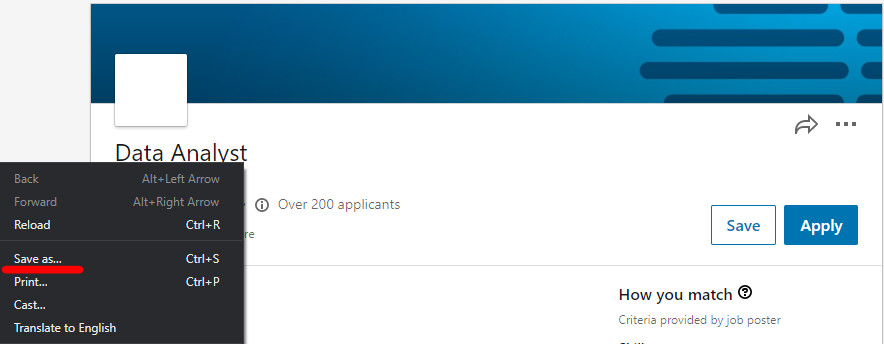 Data Analyst
Back Alt+Left Arrow
Forward Alt+Right Arrow
Over 200 applicants
Reload Ctrl+R
re
Save
Apply
Save as... Ctrl+S
Print... Ctrl+P
Cast...
Translate to English
How you match
Criteria provided by job poster